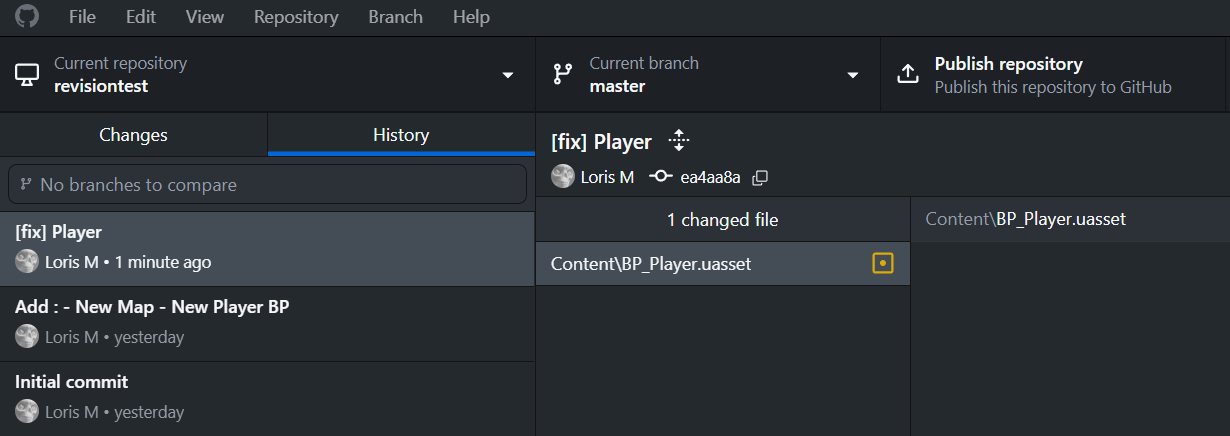 File Edit View Repository Branch Help
Current repository
revisiontest
Current branch
master
Publish repository
Publish this repository to GitHub
Changes
History
No branches to compare
[fix] Player
Loris M • 1 minute ago
Add : - New Map - New Player BP
Loris M • yesterday
Initial commit
Loris M • yesterday
[fix] Player
Loris M ea4aa8a
1 changed file
Content\BP_Player.uasset
Content\BP_Player.uasset